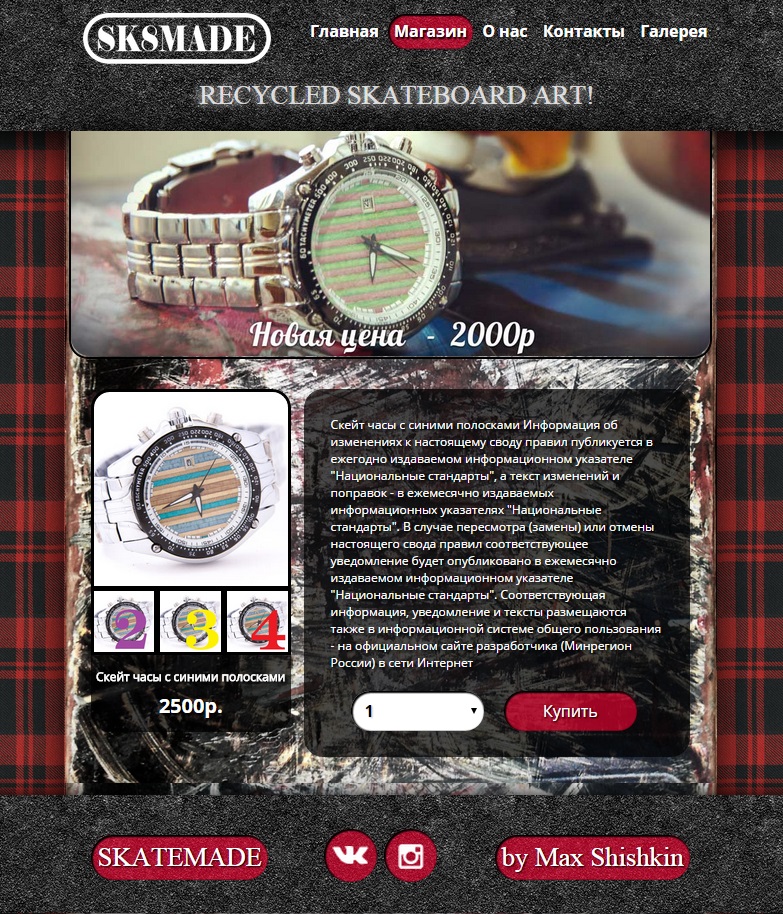 SK8MADE
Главная Магазин О нас Контакты Галерея
RECYCLED SKATEBOARD ART!
Новая цена - 2000р
Скейт часы с синими полосками Информация об
изменениях к настоящему своду правил публикуется в
ежегодно издаваемом информационном указателе
"Национальные стандарты", а текст изменений и
поправок - в ежемесячно издаваемых
информационных указателях "Национальные
стандарты". В случае пересмотра (замены) или отмены
настоящего свода правил соответствующее
уведомление будет опубликовано в ежемесячно
издаваемом информационном указателе
"Национальные стандарты". Соответствующая
информация, уведомление и тексты размещаются
также в информационной системе общего пользования
- на официальном сайте разработчика (Минрегион
России) в сети Интернет
2 3 4
Скейт часы с синими полосками
2500р.
1
Купить
SKATEMADE
by Max Shishkin